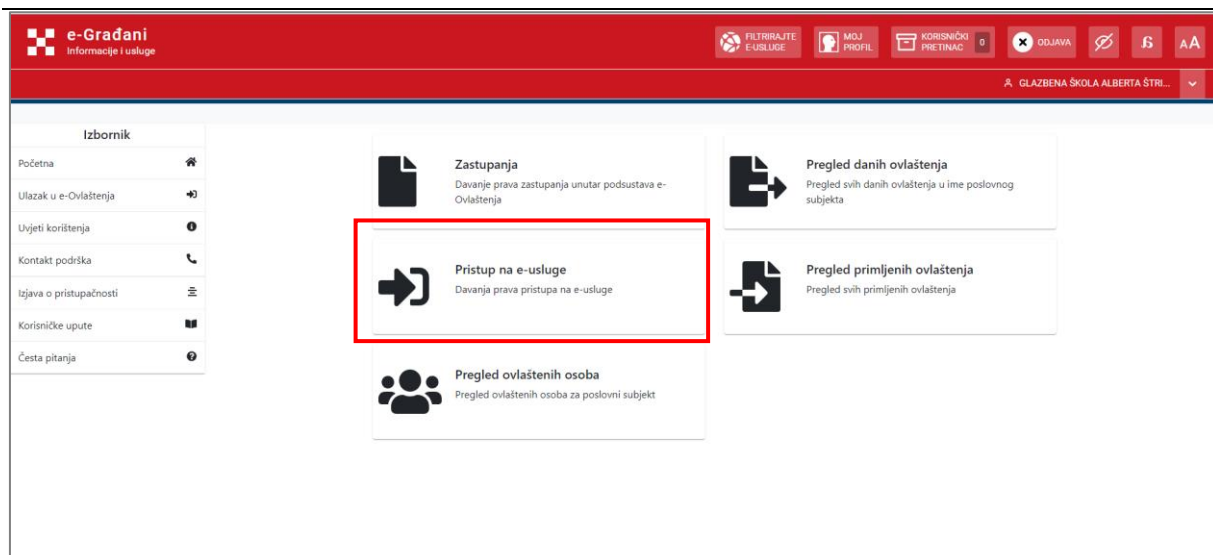 e-Građani
Informacije i usluge
FILTRIRAJTE
E-USLUGE
MOJ
PROFIL
KORISNIČKI
PRETINAC
0
ODJAVA
AA
GLAZBENA ŠKOLA ALBERTA ŠTRI...
Izbornik
Početna
Ulazak u e-Ovlaštenja
Uvjeti korištenja
Kontakt podrška
Izjava o pristupačnosti
Korisničke upute
Česta pitanja
Zastupanja
Davanje prava zastupanja unutar podsustava e-
Ovlaštenja
Pregled danih ovlaštenja
Pregled svih danih ovlaštenja u ime poslovnog
subjekta
Pristup na e-usluge
Davanja prava pristupa na e-usluge
Pregled primljenih ovlaštenja
Pregled svih primljenih ovlaštenja
Pregled ovlaštenih osoba
Pregled ovlaštenih osoba za poslovni subjekt